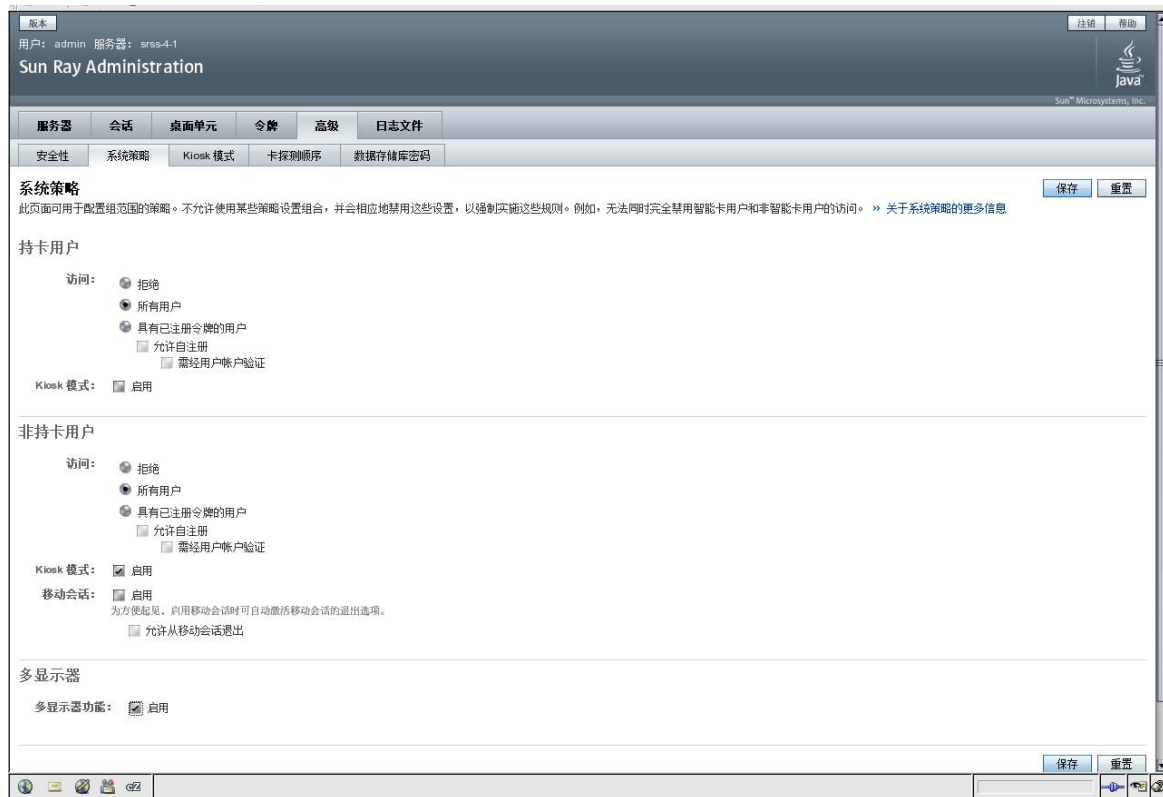 版本
注销 帮助
用户: admin 服务器: srss-4-1
Sun Ray Administration
Java™
Sun™ Microsystems, Inc.
服务器 会话 桌面单元 令牌 高级 日志文件
安全性 系统策略 Kiosk 模式 卡探测顺序 数据存储库密码
系统策略
保存 重置
此页面可用于配置组范围的策略。不允许使用某些策略设置组合，并会相应地禁用这些设置，以强制实施这些规则。例如，无法同时完全禁用智能卡用户和非智能卡用户的访问。 » 关于系统策略的更多信息
持卡用户
访问: 拒绝
所有用户
具有已注册令牌的用户
允许自注册
需经用户帐户验证
Kiosk 模式: 启用
非持卡用户
访问: 拒绝
所有用户
具有已注册令牌的用户
允许自注册
需经用户帐户验证
Kiosk 模式: 启用
移动会话: 启用
为方便起见，启用移动会话时可自动激活移动会话的退出选项。
允许从移动会话退出
多显示器
多显示器功能: 启用
保存 重置